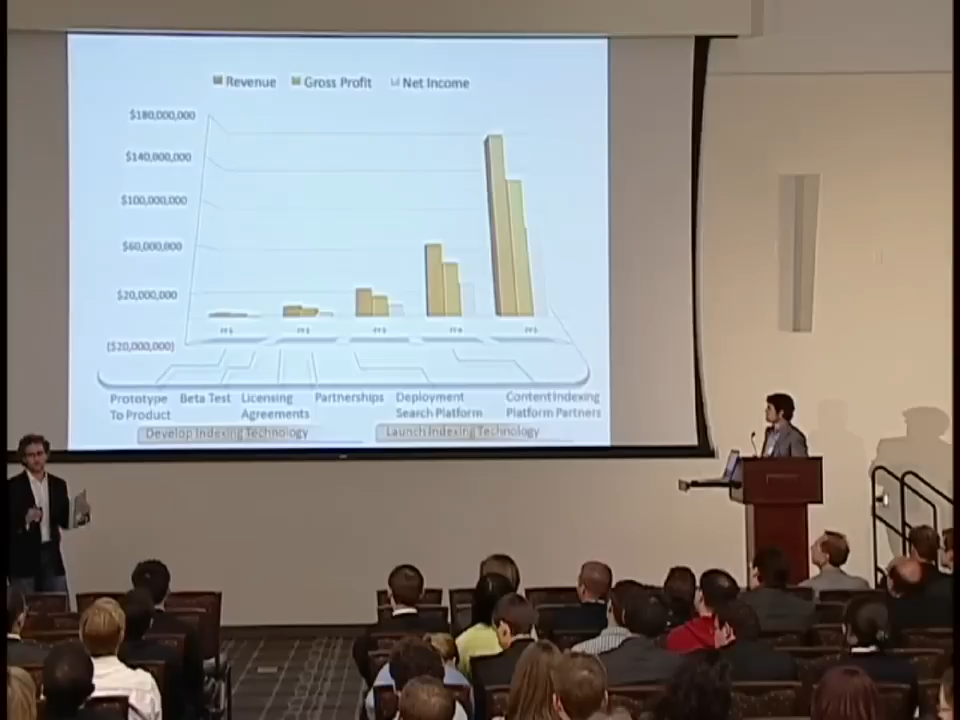 Revenue Gross Profit Net Income
$180,000,000
$140,000,000
$100,000,000
$60,000,000
$20,000,000
($20,000,000)
Prototype To Product
Beta Test
Licensing Agreements
Partnerships
Deployment Search Platform
Content Indexing Platform Partners
Develop Indexing Technology
Launch Indexing Technology